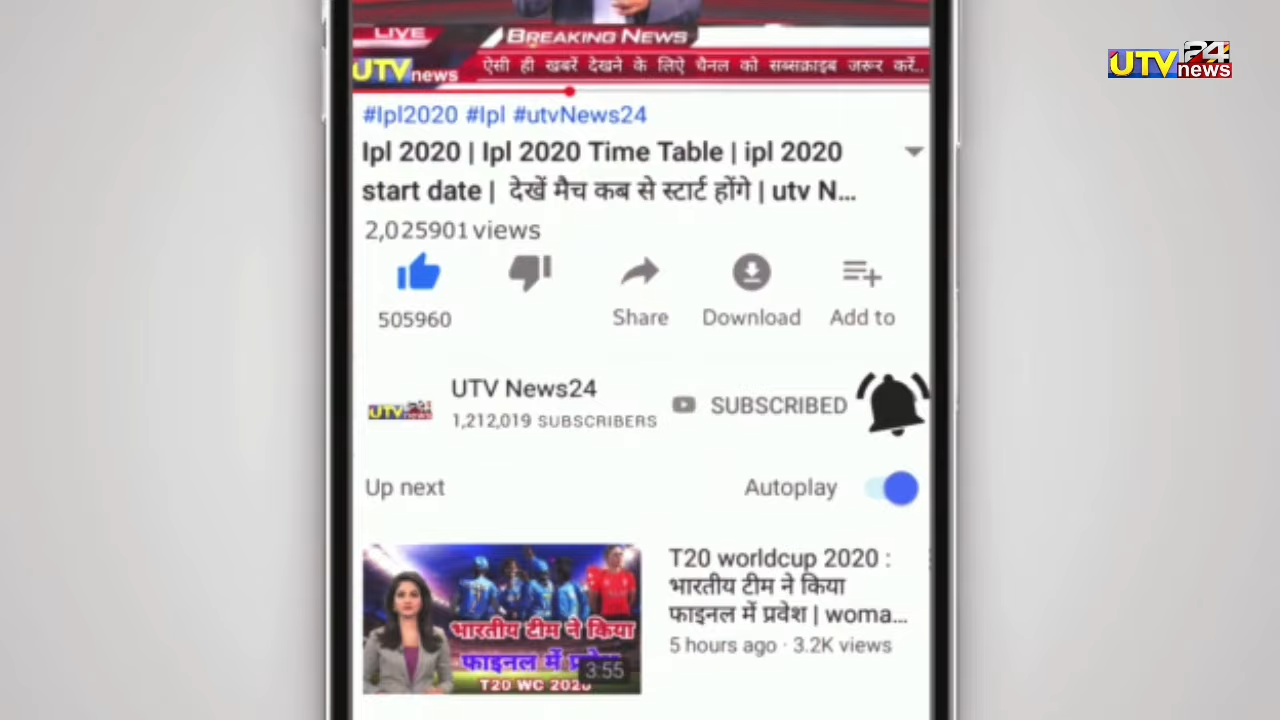 LIVE
BREAKING NEWS
UTV news
ऐसी ही खबरें देखने के लिऐ चैनल को सब्सक्राइब जरूर करें..
UTV 24 news
#Ipl2020 #Ipl #utvNews24
Ipl 2020 | Ipl 2020 Time Table | ipl 2020
start date | देखें मैच कब से स्टार्ट होंगे | utv N...
2,025901 views
505960
Share
Download
Add to
UTV news
UTV News24
1,212,019 SUBSCRIBERS
SUBSCRIBED
Up next
Autoplay
भारतीय टीम ने किया
फाइनल में
3:55
T20 WC 2020
T20 worldcup 2020 :
भारतीय टीम ने किया
फाइनल में प्रवेश | woma...
5 hours ago · 3.2K views